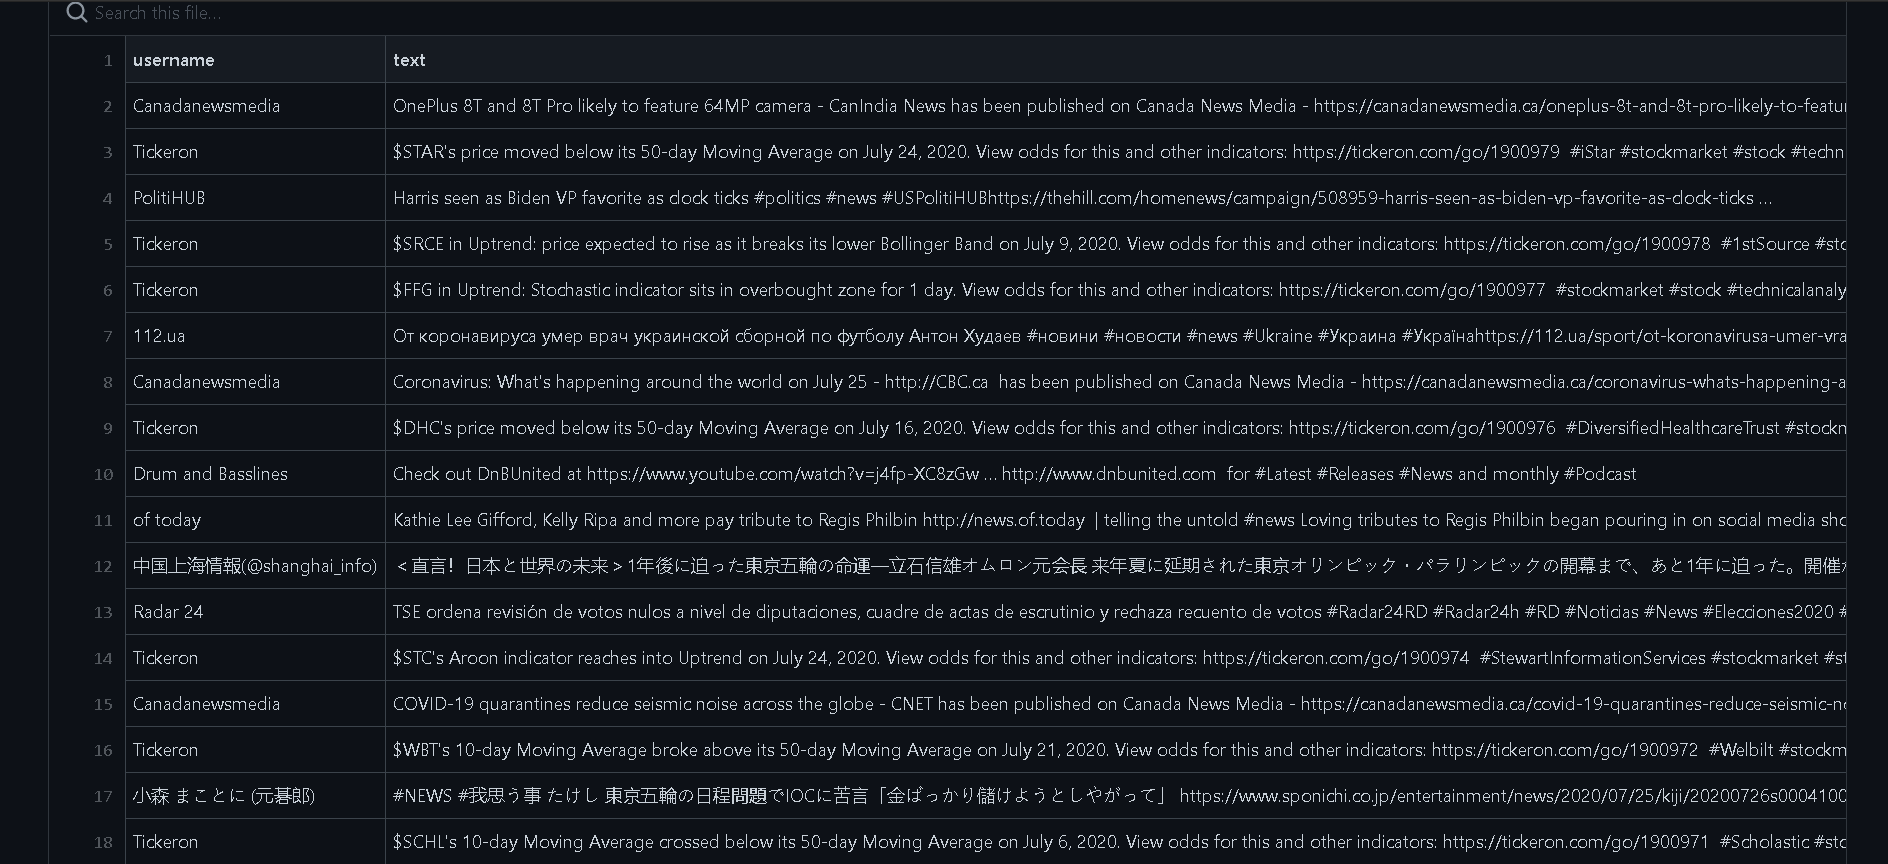 Search this file...
1 username text
2 Canadanewsmedia OnePlus 8T and 8T Pro likely to feature 64MP camera - CanIndia News has been published on Canada News Media - https://canadanewsmedia.ca/oneplus-8t-and-8t-pro-likely-to-featur
3 Tickeron $STAR's price moved below its 50-day Moving Average on July 24, 2020. View odds for this and other indicators: https://tickeron.com/go/1900979 #iStar #stockmarket #stock #techn
4 PolitiHUB Harris seen as Biden VP favorite as clock ticks #politics #news #USPolitiHUBhttps://thehill.com/homenews/campaign/508959-harris-seen-as-biden-vp-favorite-as-clock-ticks ...
5 Tickeron $SRCE in Uptrend: price expected to rise as it breaks its lower Bollinger Band on July 9, 2020. View odds for this and other indicators: https://tickeron.com/go/1900978 #1stSource #sto
6 Tickeron $FFG in Uptrend: Stochastic indicator sits in overbought zone for 1 day. View odds for this and other indicators: https://tickeron.com/go/1900977 #stockmarket #stock #technicalanaly
7 112.ua От коронавируса умер врач украинской сборной по футболу Антон Худаев #новини #новости #news #Ukraine #Украина #Українаhttps://112.ua/sport/ot-koronavirusa-umer-vra
8 Canadanewsmedia Coronavirus: What's happening around the world on July 25 - http://CBC.ca has been published on Canada News Media - https://canadanewsmedia.ca/coronavirus-whats-happening-a
9 Tickeron $DHC's price moved below its 50-day Moving Average on July 16, 2020. View odds for this and other indicators: https://tickeron.com/go/1900976 #DiversifiedHealthcareTrust #stockn
10 Drum and Basslines Check out DnBUnited at https://www.youtube.com/watch?v=j4fp-XC8zGw ... http://www.dnbunited.com for #Latest #Releases #News and monthly #Podcast
11 of today Kathie Lee Gifford, Kelly Ripa and more pay tribute to Regis Philbin http://news.of.today | telling the untold #news Loving tributes to Regis Philbin began pouring in on social media sho
12 中国上海情報(@shanghai_info) ＜直言！日本と世界の未来＞1年後に迫った東京五輪の命運―立石信雄オムロン元会長 来年夏に延期された東京オリンピック・パラリンピックの開幕まで、あと1年に迫った。開催
13 Radar 24 TSE ordena revisión de votos nulos a nivel de diputaciones, cuadre de actas de escrutinio y rechaza recuento de votos #Radar24RD #Radar24h #RD #Noticias #News #Elecciones2020 #
14 Tickeron $STC's Aroon indicator reaches into Uptrend on July 24, 2020. View odds for this and other indicators: https://tickeron.com/go/1900974 #StewartInformationServices #stockmarket #st
15 Canadanewsmedia COVID-19 quarantines reduce seismic noise across the globe - CNET has been published on Canada News Media - https://canadanewsmedia.ca/covid-19-quarantines-reduce-seismic-n
16 Tickeron $WBT's 10-day Moving Average broke above its 50-day Moving Average on July 21, 2020. View odds for this and other indicators: https://tickeron.com/go/1900972 #Welbilt #stockm
17 小森 まことに (元碁郎) #NEWS #我思う事 たけし 東京五輪の日程問題でIOCに苦言「金ばっかり儲けようとしやがって」 https://www.sponichi.co.jp/entertainment/news/2020/07/25/kiji/20200726s0004100
18 Tickeron $SCHL's 10-day Moving Average crossed below its 50-day Moving Average on July 6, 2020. View odds for this and other indicators: https://tickeron.com/go/1900971 #Scholastic #sto